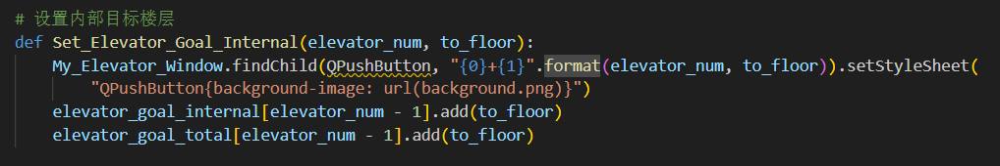 # 设置内部目标楼层
def Set_Elevator_Goal_Internal(elevator_num, to_floor):
    My_Elevator_Window.findChild(QPushButton, "{0}+{1}".format(elevator_num, to_floor)).setStyleSheet(
        "QPushButton{background-image: url(background.png)}")
    elevator_goal_internal[elevator_num - 1].add(to_floor)
    elevator_goal_total[elevator_num - 1].add(to_floor)